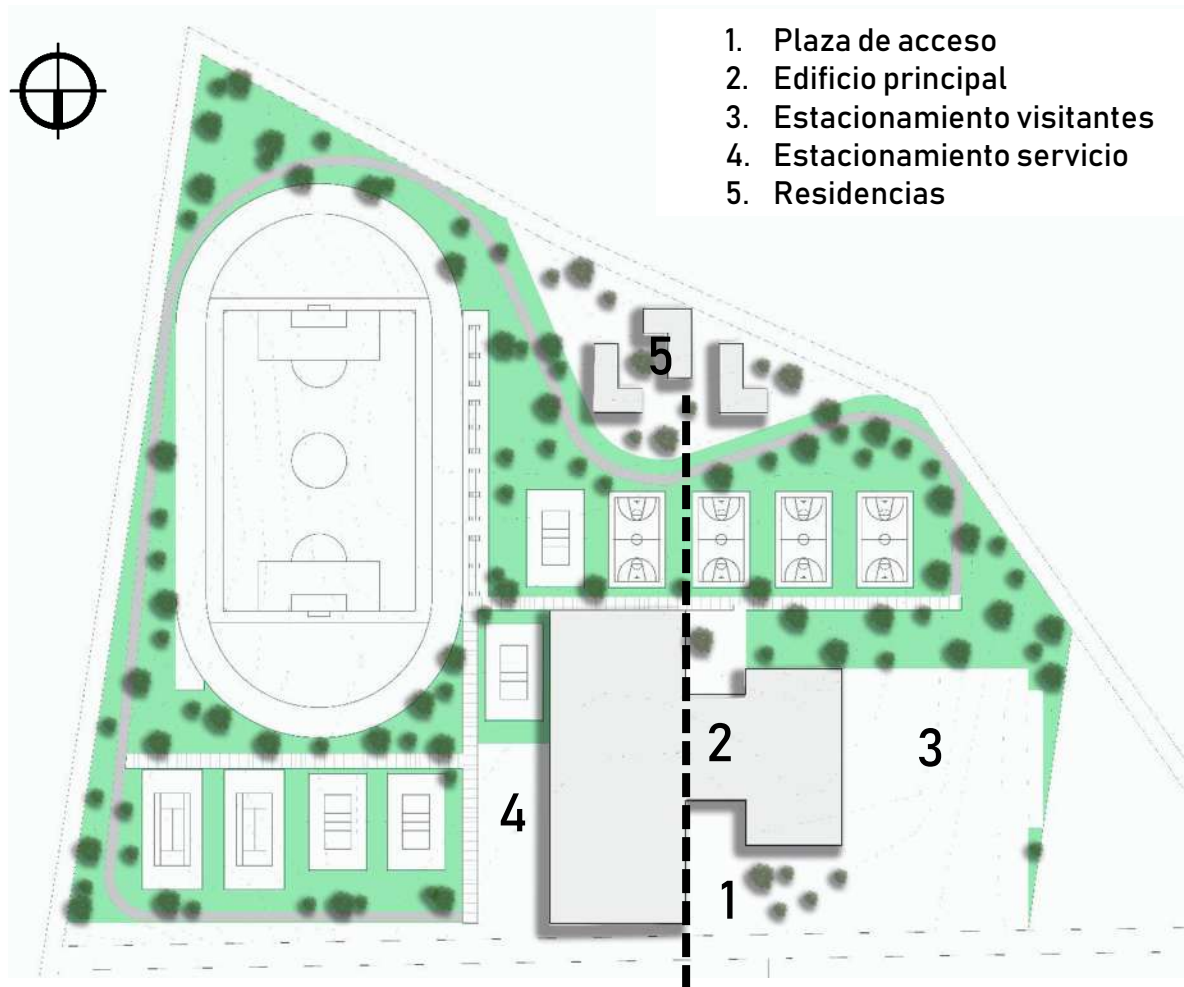 1. Plaza de acceso
2. Edificio principal
3. Estacionamiento visitantes
4. Estacionamiento servicio
5. Residencias
5
2
3
4
1